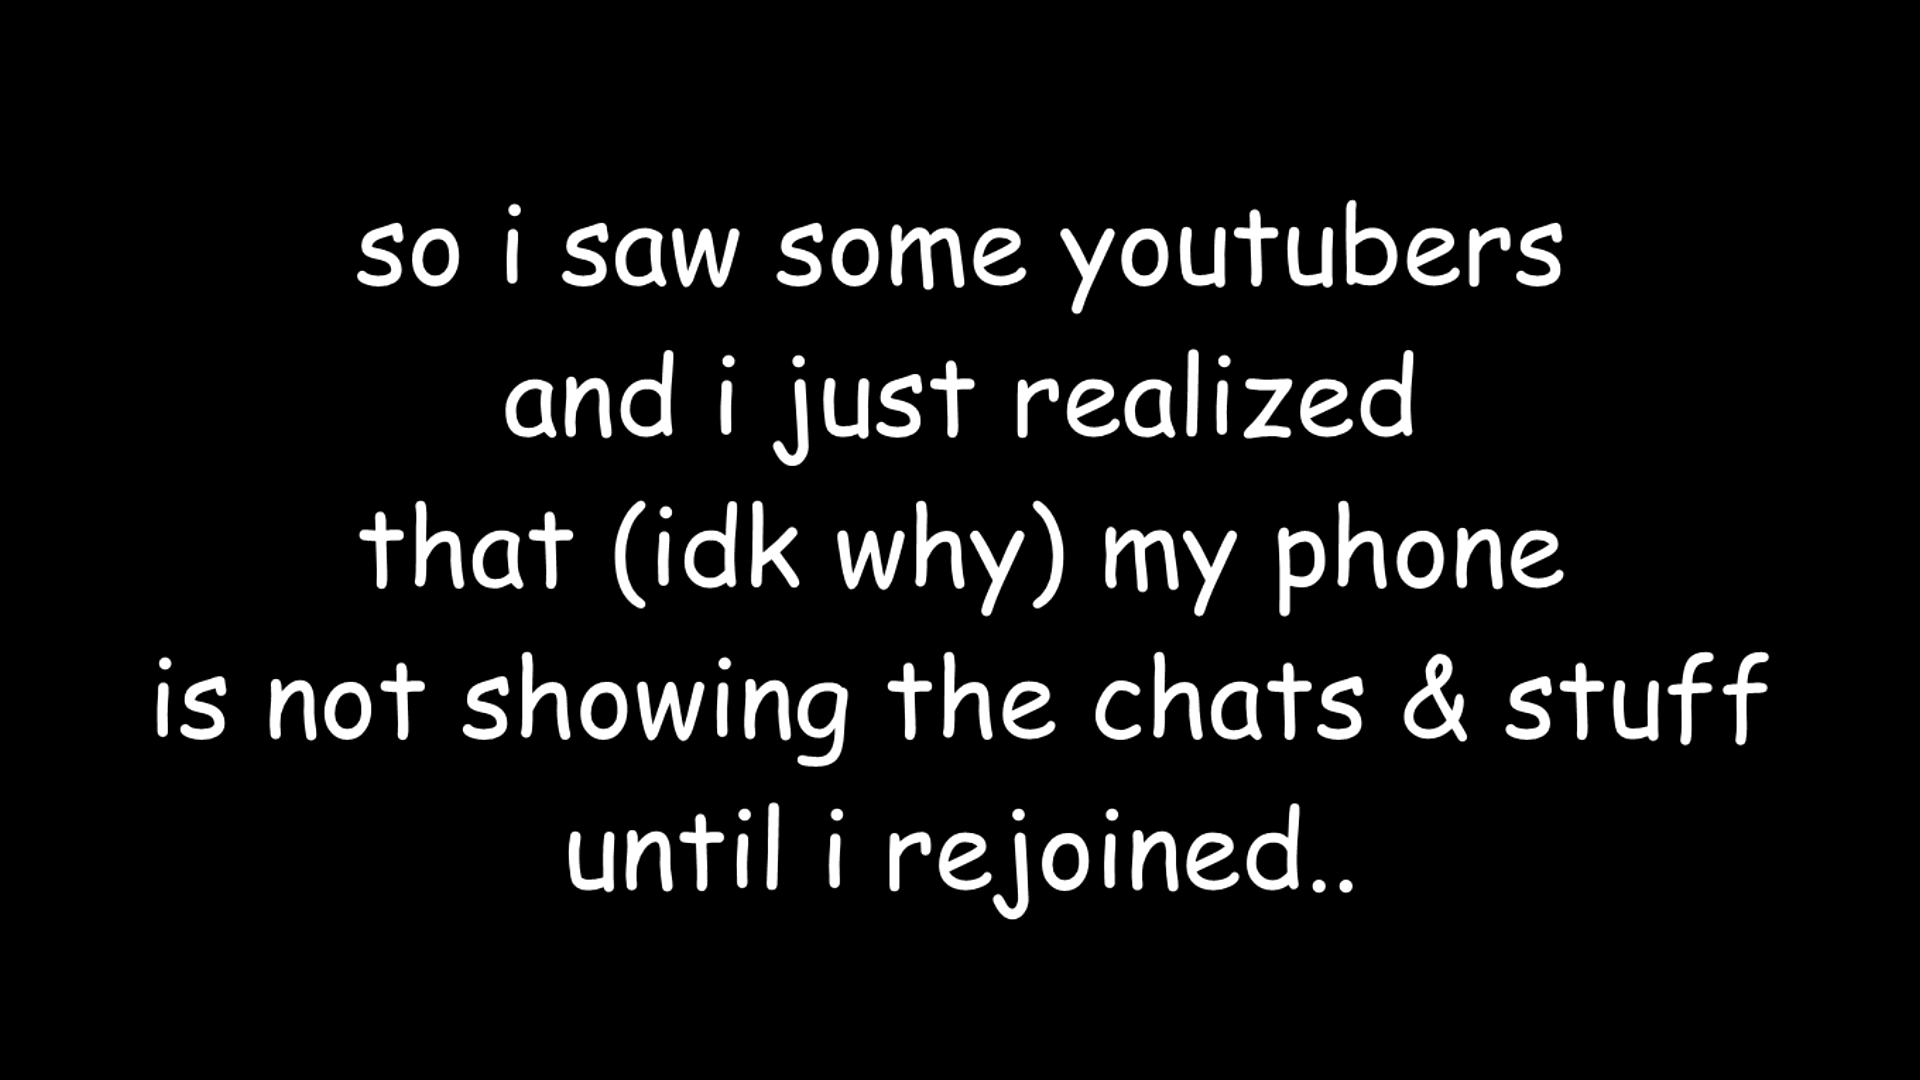 so i saw some youtubers
and i just realized
that (idk why) my phone
is not showing the chats & stuff
until i rejoined..